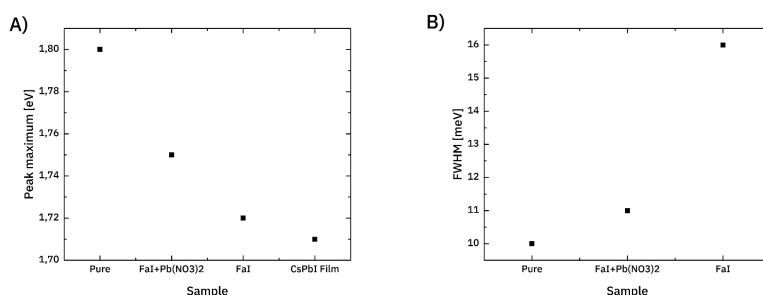 A)
Peak maximum [eV]
1,80
1,78
1,76
1,74
1,72
1,70
Pure FaI+Pb(NO3)2 FaI CsPbI Film
Sample
B)
FWHM [meV]
16
15
14
13
12
11
10
Pure FaI+Pb(NO3)2 FaI
Sample